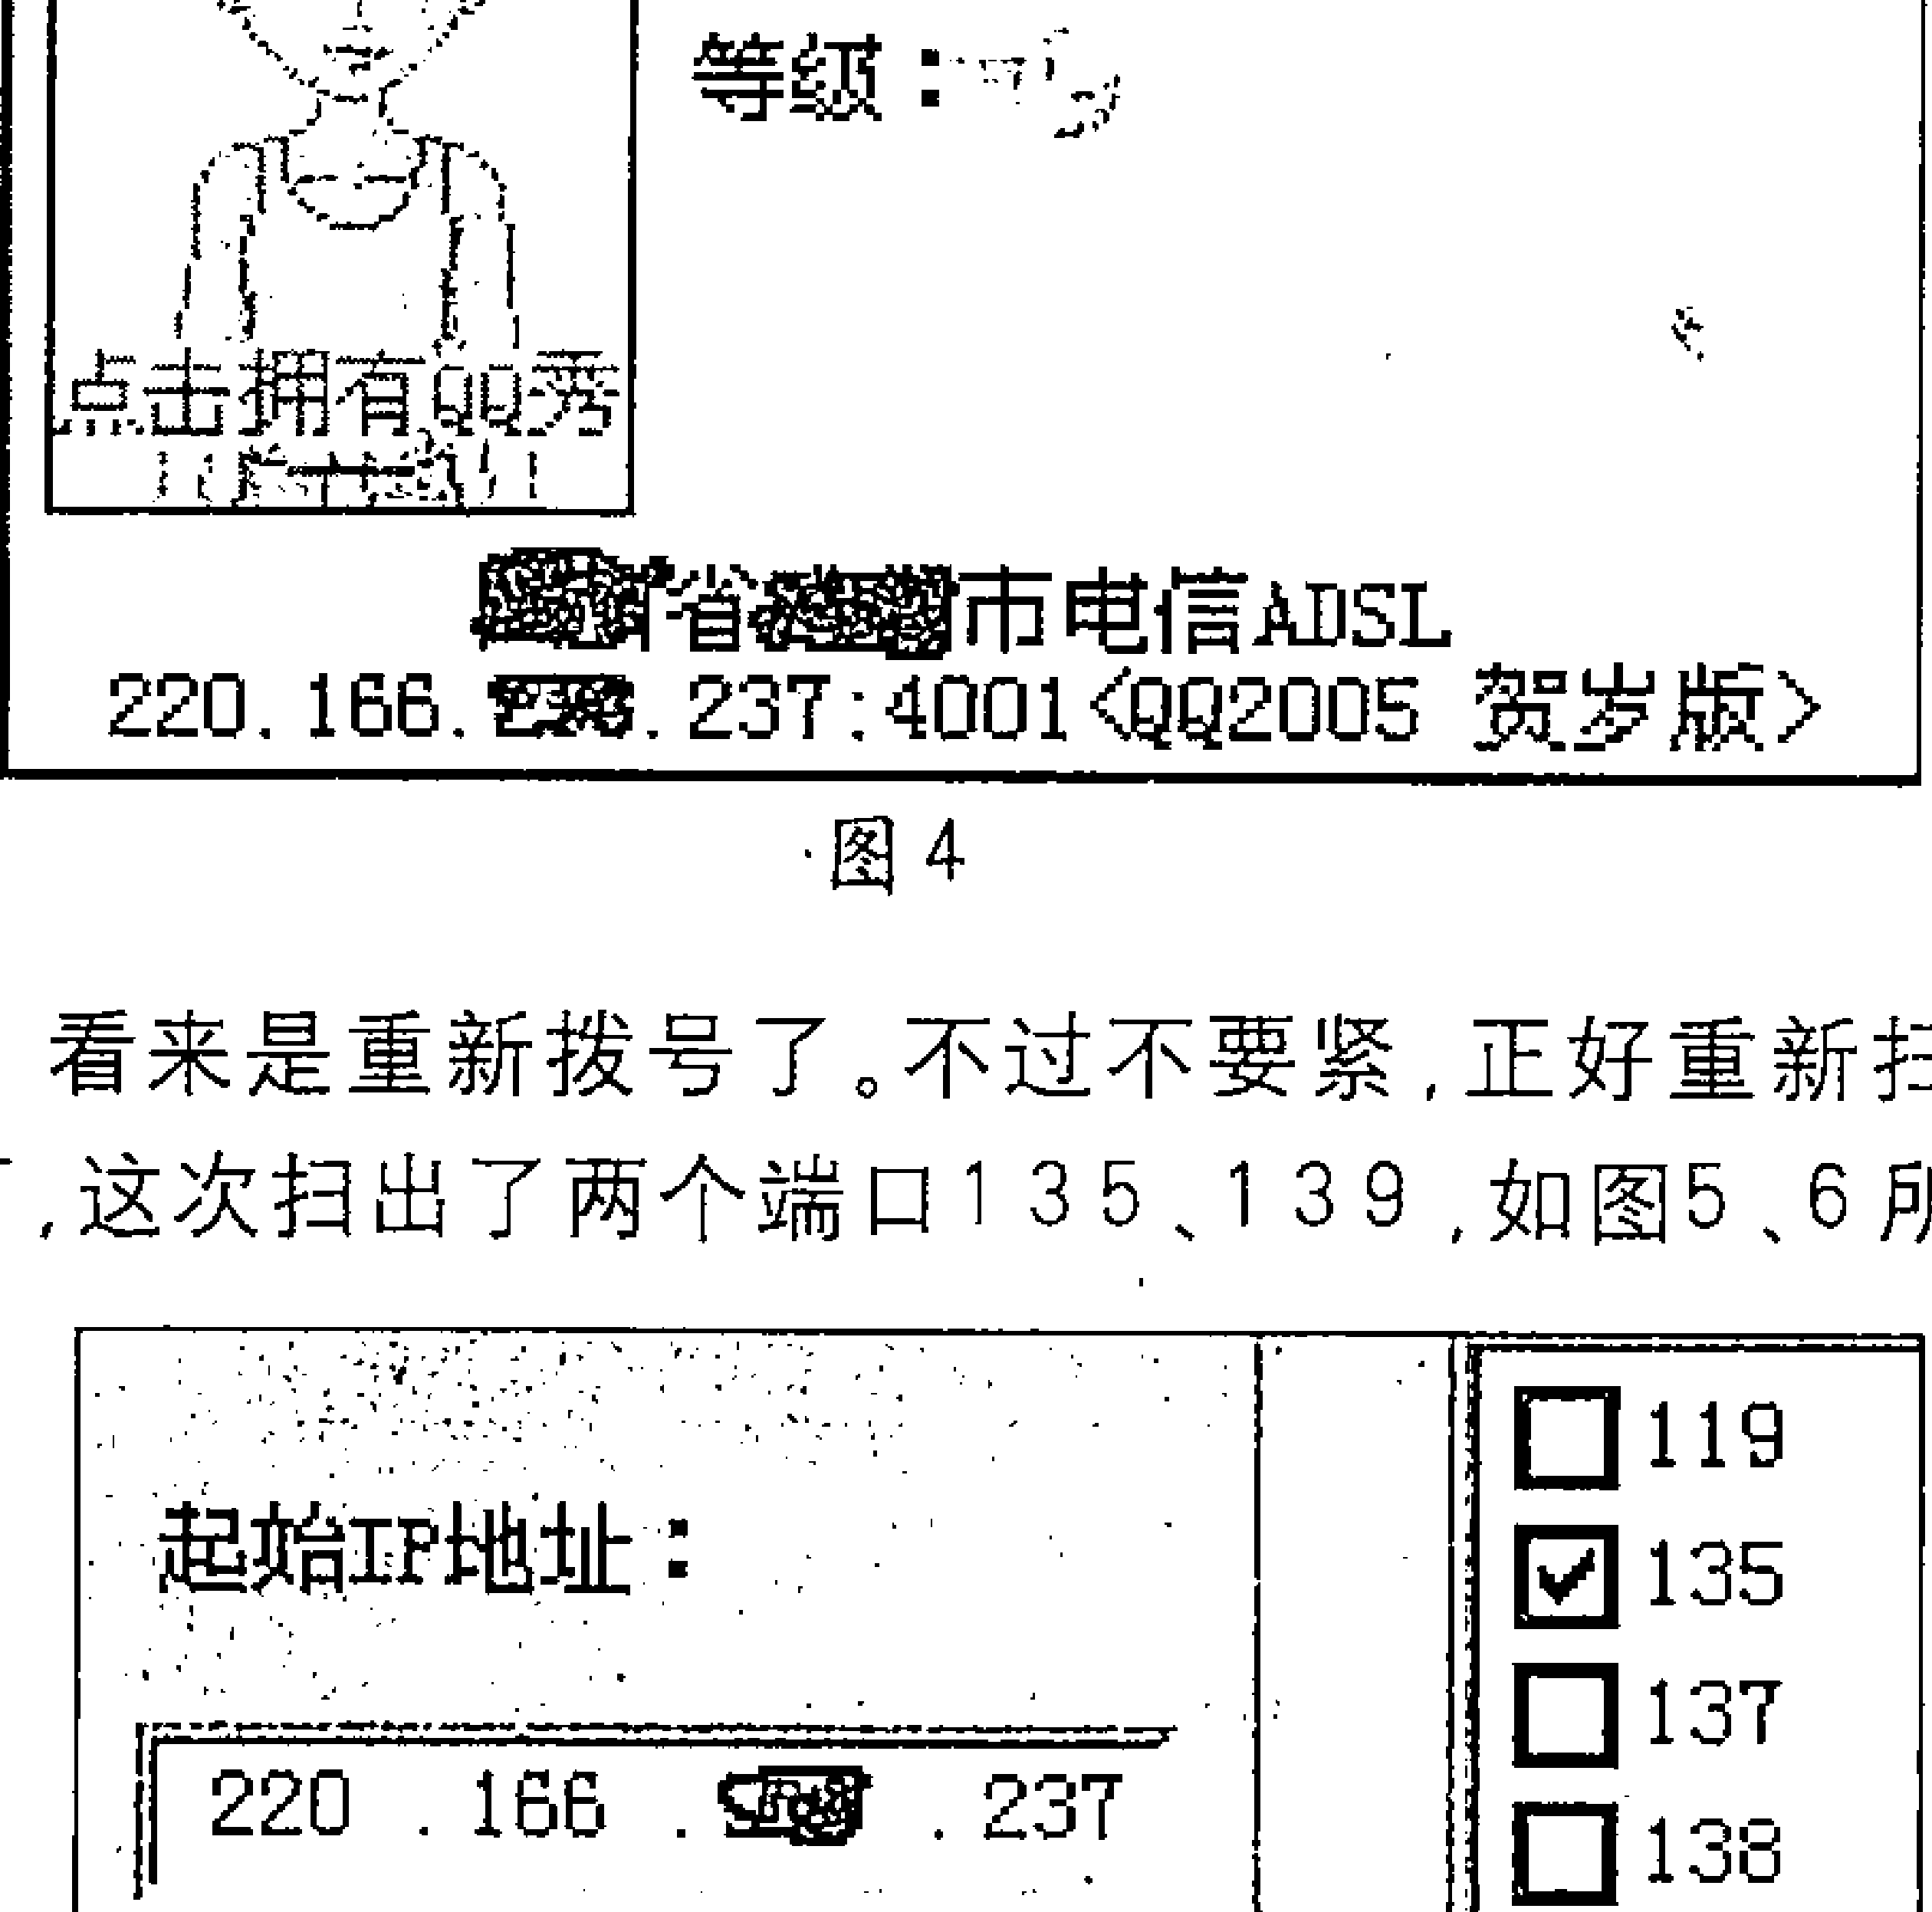 等级：
点击拥有QQ秀
省 市电信ADSL
220.166. .237:4001<QQ2005 贺岁版>
图4
看来是重新拨号了。不过不要紧,正好重新扫
,这次扫出了两个端口135、139,如图5、6所
119
起始IP地址：
135
137
220 .166 . .237
138